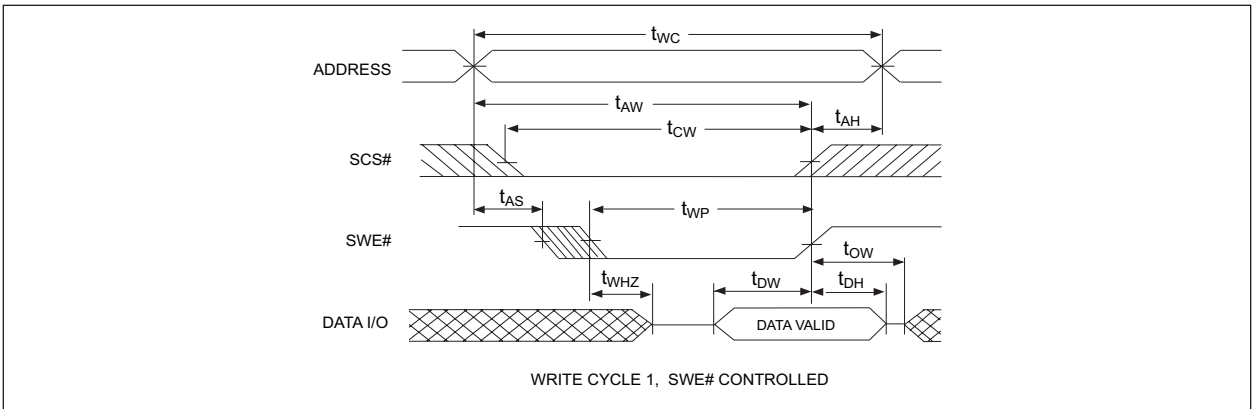 tWC
ADDRESS
tAW
tAH
tCW
SCS#
tAS
tWP
SWE#
tOW
tWHZ
tDW
tDH
DATA I/O
DATA VALID
WRITE CYCLE 1, SWE# CONTROLLED